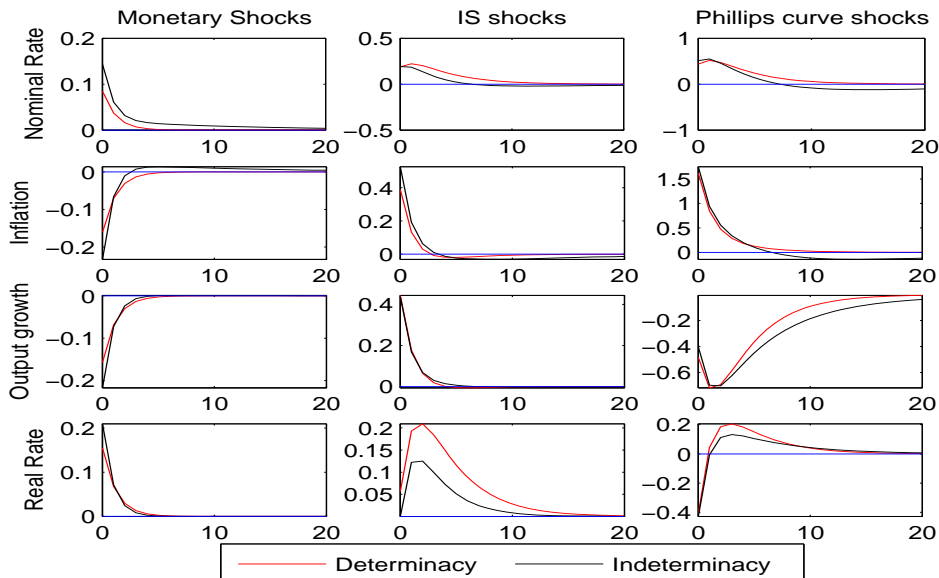 Monetary Shocks IS shocks Phillips curve shocks
Nominal Rate
0.2
0.1
0
0 10 20
0.5
0
−0.5
0 10 20
1
0
−1
0 10 20
Inflation
0
−0.1
−0.2
0 10 20
0.4
0.2
0
0 10 20
1.5
1
0.5
0
0 10 20
Output growth
0
−0.1
−0.2
0 10 20
0.4
0.2
0
0 10 20
−0.2
−0.4
−0.6
0 10 20
Real Rate
0.2
0.1
0
0 10 20
0.2
0.15
0.1
0.05
0 10 20
0.2
0
−0.2
−0.4
0 10 20
Determinacy Indeterminacy